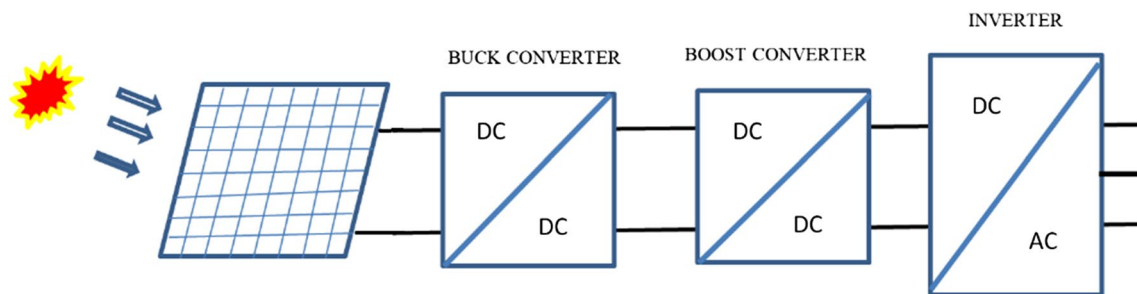 INVERTER
BUCK CONVERTER
BOOST CONVERTER
DC
DC
DC
DC
DC
AC